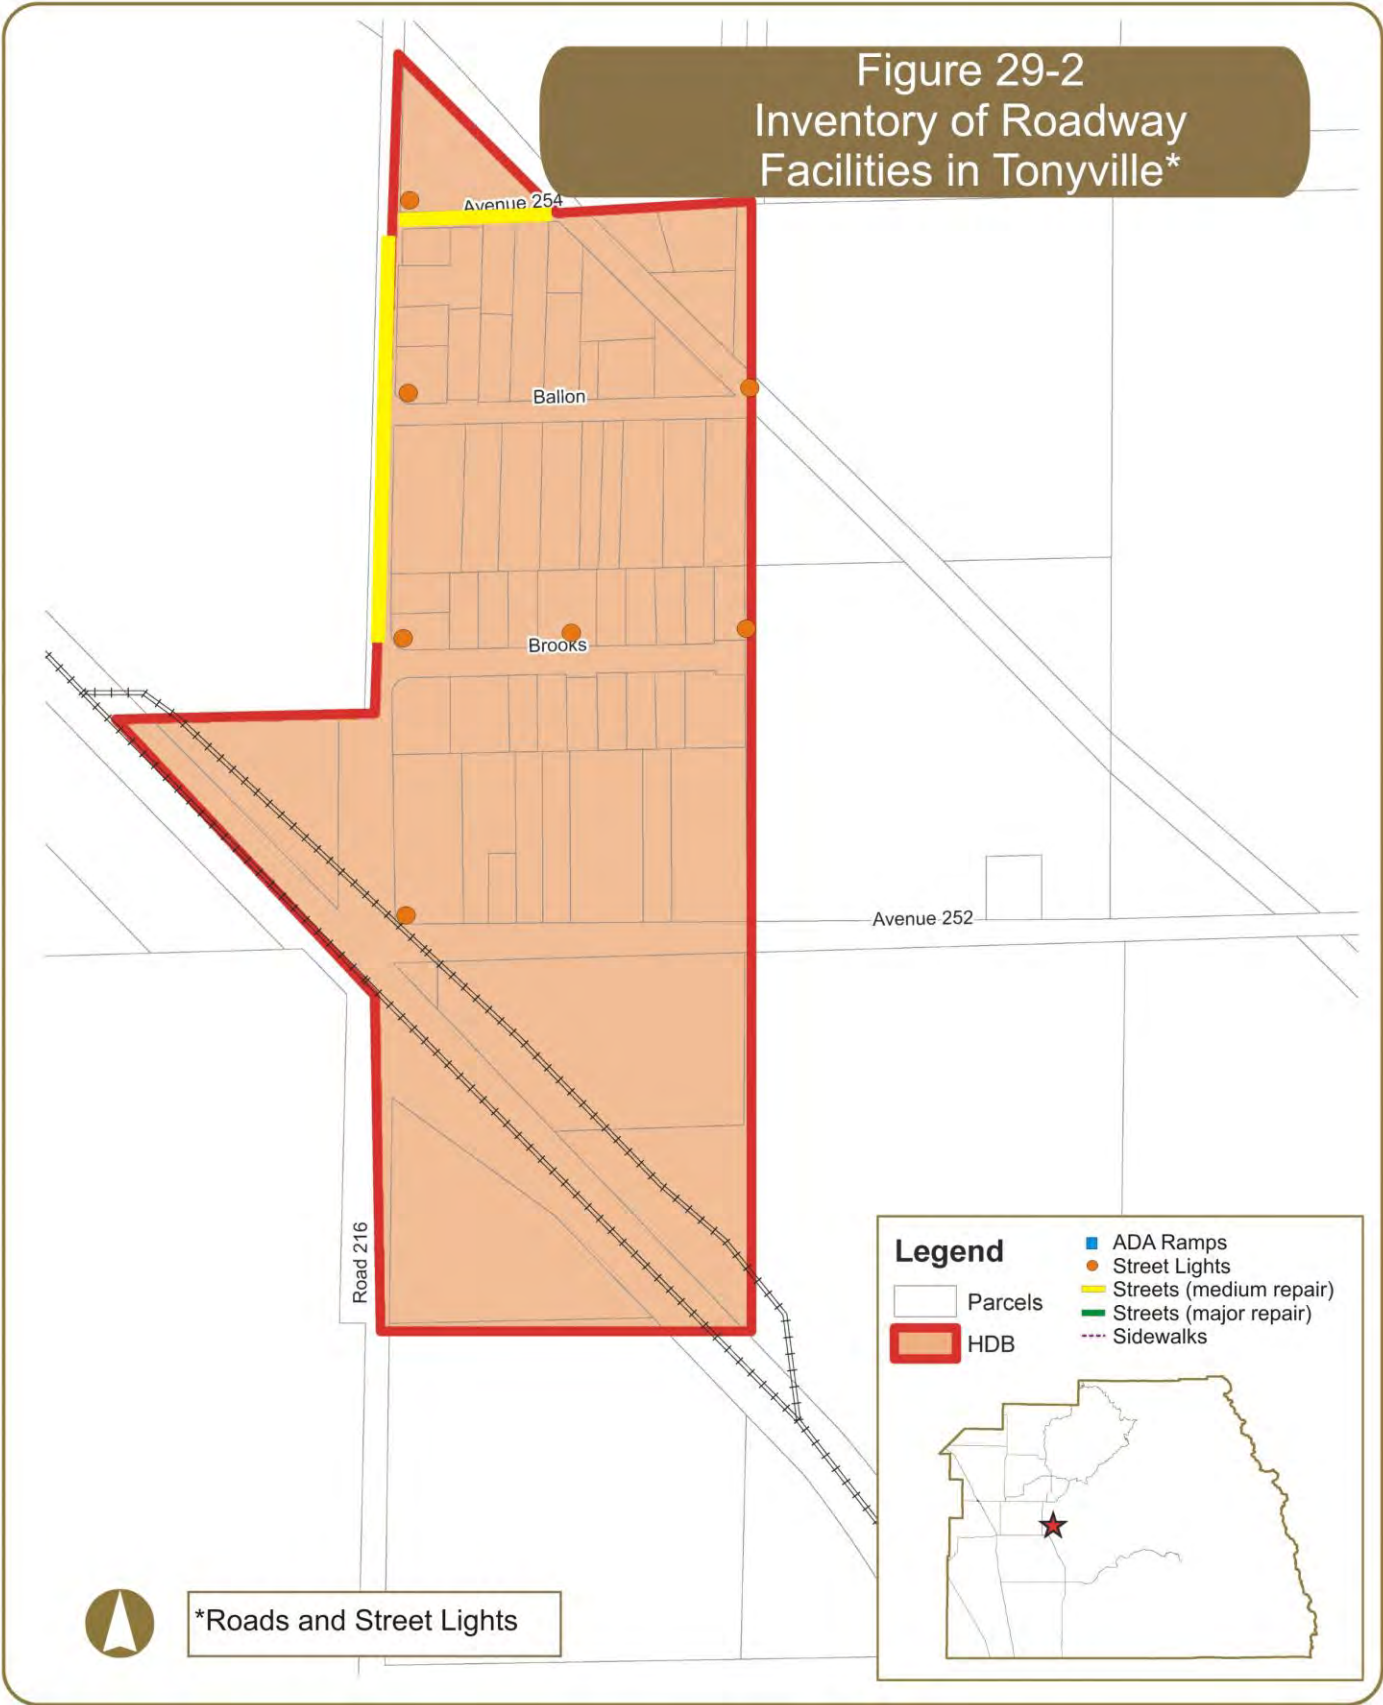 Figure 29-2
Inventory of Roadway
Facilities in Tonyville*
Avenue 254
Ballon
Brooks
Avenue 252
Road 216
Legend
Parcels
HDB
ADA Ramps
Street Lights
Streets (medium repair)
Streets (major repair)
Sidewalks
*Roads and Street Lights